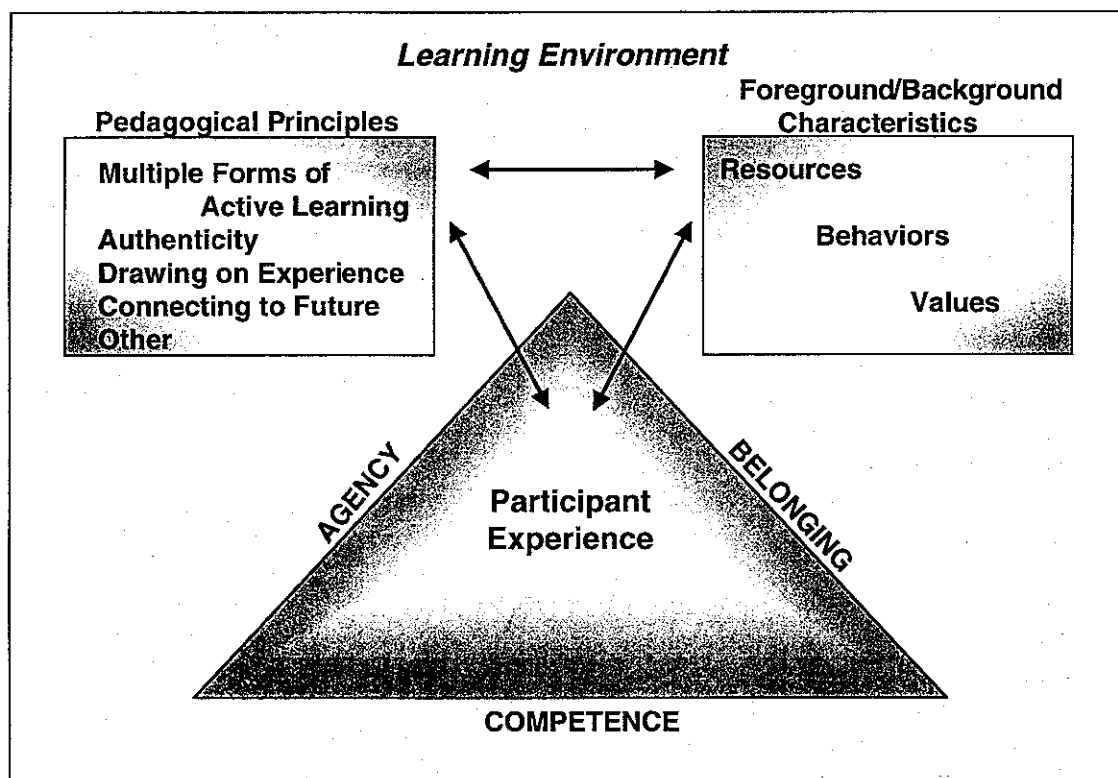 Learning Environment
Pedagogical Principles
Multiple Forms of
Active Learning
Authenticity
Drawing on Experience
Connecting to Future
Other
Foreground/Background
Characteristics
Resources
Behaviors
Values
AGENCY
BELONGING
Participant
Experience
COMPETENCE